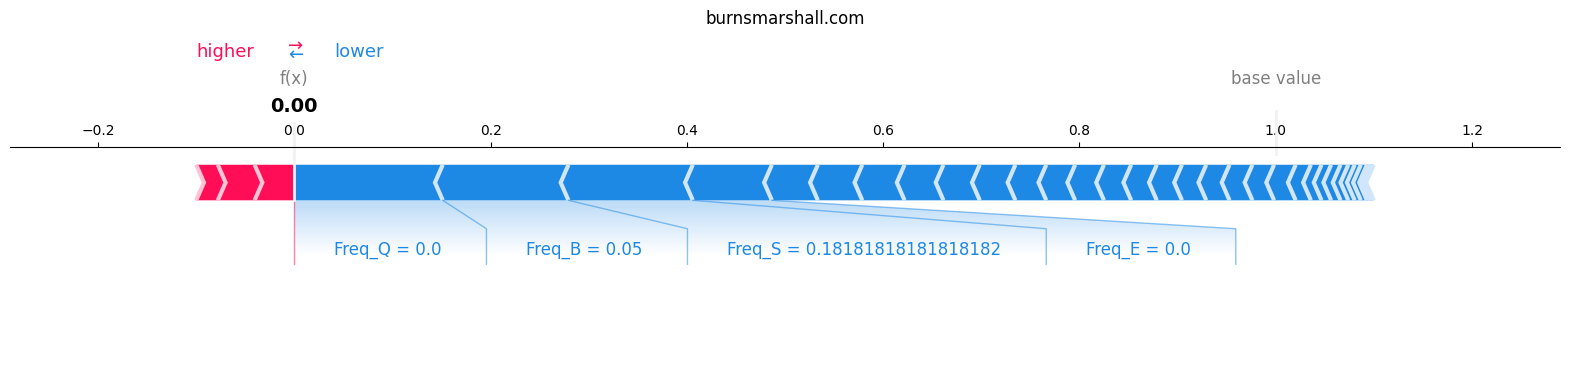 burnsmarshall.com
higher ⇄ lower
f(x) base value
0.00
−0.2 0.0 0.2 0.4 0.6 0.8 1.0 1.2
Freq_Q = 0.0 Freq_B = 0.05 Freq_S = 0.18181818181818182 Freq_E = 0.0